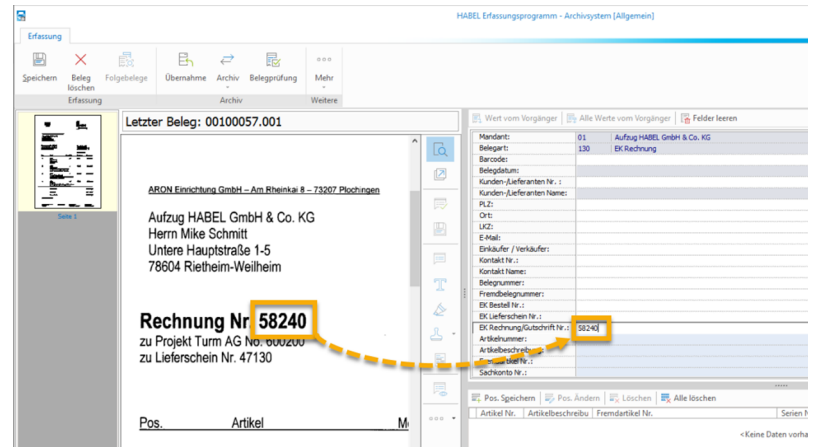 HABEL Erfassungsprogramm - Archivsystem [Allgemein]
Erfassung
Speichern
Beleg löschen
Folgebelege
Übernahme
Archiv
Belegprüfung
Mehr
Erfassung
Archiv
Weitere
Seite 1
Letzter Beleg: 00100057.001
ARON Einrichtung GmbH – Am Rheinkai 8 – 73207 Plochingen
Aufzug HABEL GmbH & Co. KG
Herrn Mike Schmitt
Untere Hauptstraße 1-5
78604 Rietheim-Weilheim
Rechnung Nr. 58240
zu Projekt Turm AG No. 600200
zu Lieferschein Nr. 47130
Pos. Artikel
Wert vom Vorgänger
Alle Werte vom Vorgänger
Felder leeren
Mandant: 01 Aufzug HABEL GmbH & Co. KG
Belegart: 130 EK Rechnung
Barcode:
Belegdatum:
Kunden-/Lieferanten Nr. :
Kunden-/Lieferanten Name:
PLZ:
Ort:
LKZ:
E-Mail:
Einkäufer / Verkäufer:
Kontakt Nr.:
Kontakt Name:
Belegnummer:
Fremdbelegnummer:
EK Bestell Nr.:
EK Lieferschein Nr.:
EK Rechnung/Gutschrift Nr.: 58240
Artikelnummer:
Artikelbeschreibung:
Sachkonto Nr.:
Pos. Speichern
Pos. Ändern
Löschen
Alle löschen
Artikel Nr.
Artikelbeschreibu
Fremdartikel Nr.
Serien N
<Keine Daten vorha